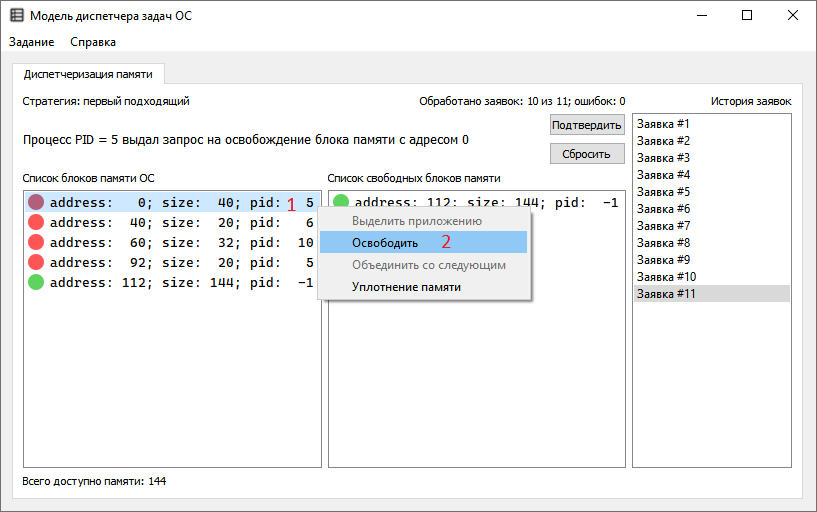 Модель диспетчера задач ОС
Задание Справка
Диспетчеризация памяти
Стратегия: первый подходящий
Обработано заявок: 10 из 11; ошибок: 0
История заявок
Процесс PID = 5 выдал запрос на освобождение блока памяти с адресом 0
Подтвердить
Сбросить
Список блоков памяти ОС
address:   0; size:  40; pid: 1 5
address:  40; size:  20; pid:   6
address:  60; size:  32; pid:  10
address:  92; size:  20; pid:   5
address: 112; size: 144; pid:  -1
Список свободных блоков памяти
address: 112; size: 144; pid:  -1
Выделить приложению
Освободить 2
Объединить со следующим
Уплотнение памяти
Заявка #1
Заявка #2
Заявка #3
Заявка #4
Заявка #5
Заявка #6
Заявка #7
Заявка #8
Заявка #9
Заявка #10
Заявка #11
Всего доступно памяти: 144